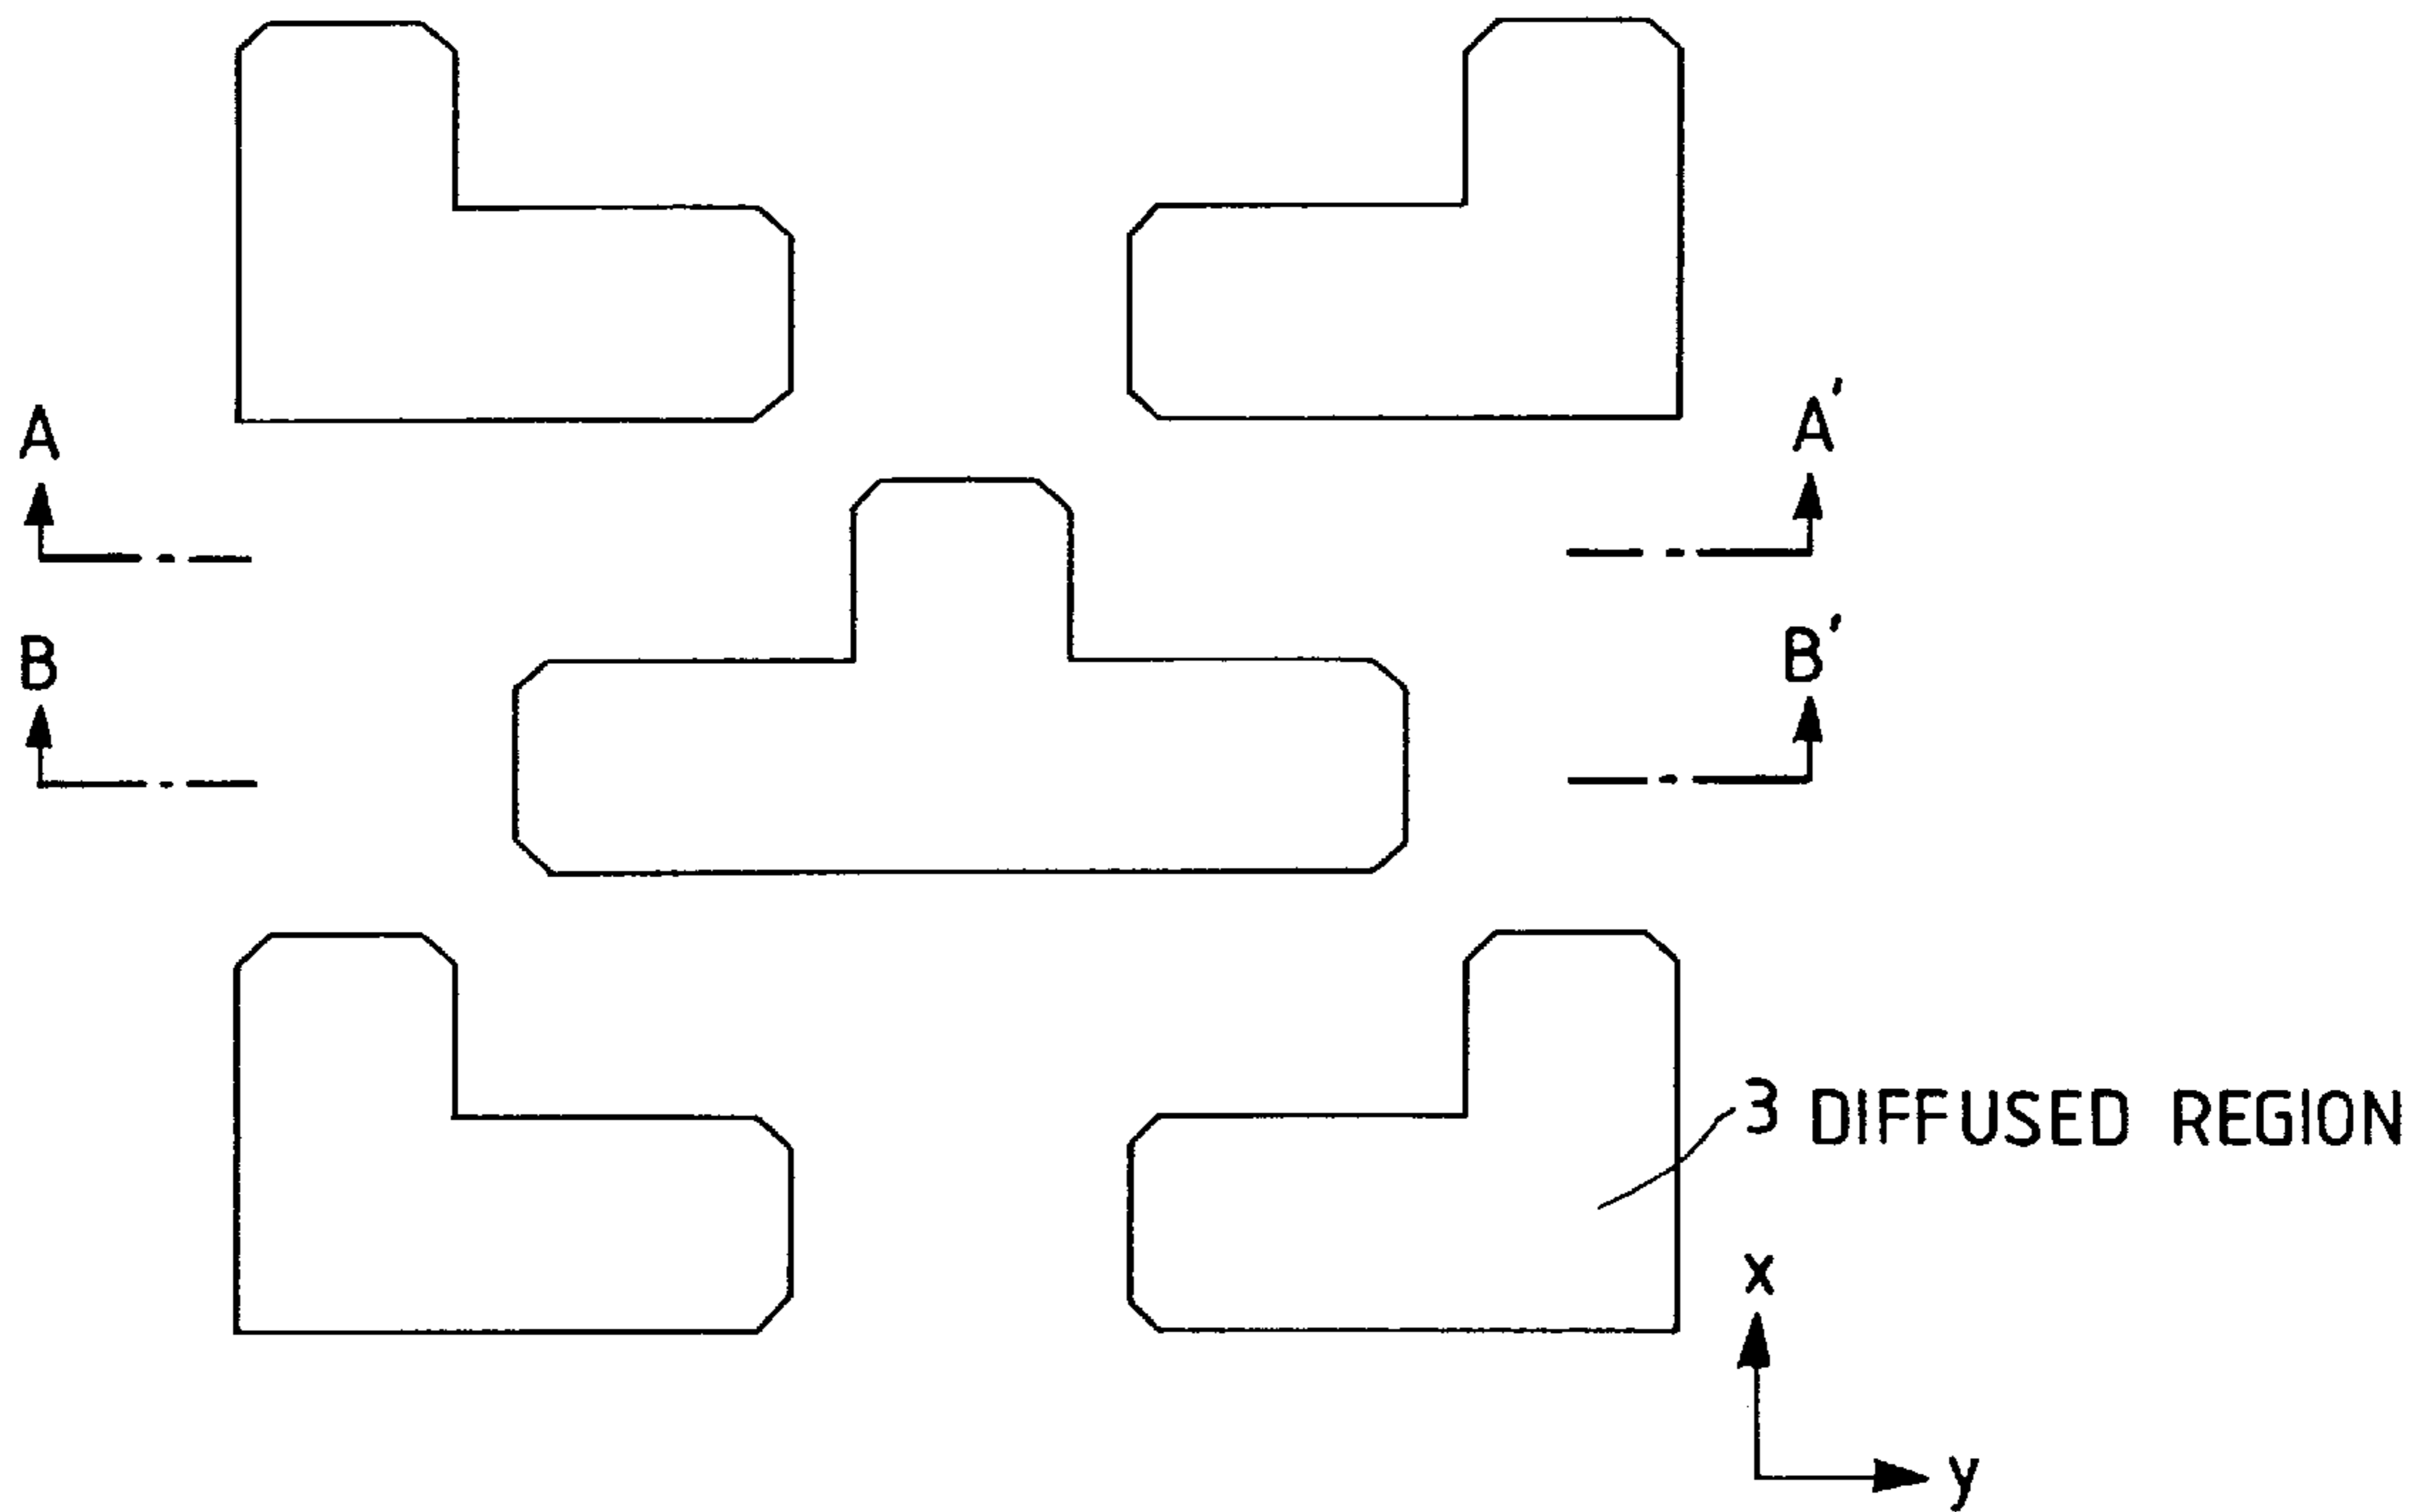 A A′
B B′
3 DIFFUSED REGION
x
y